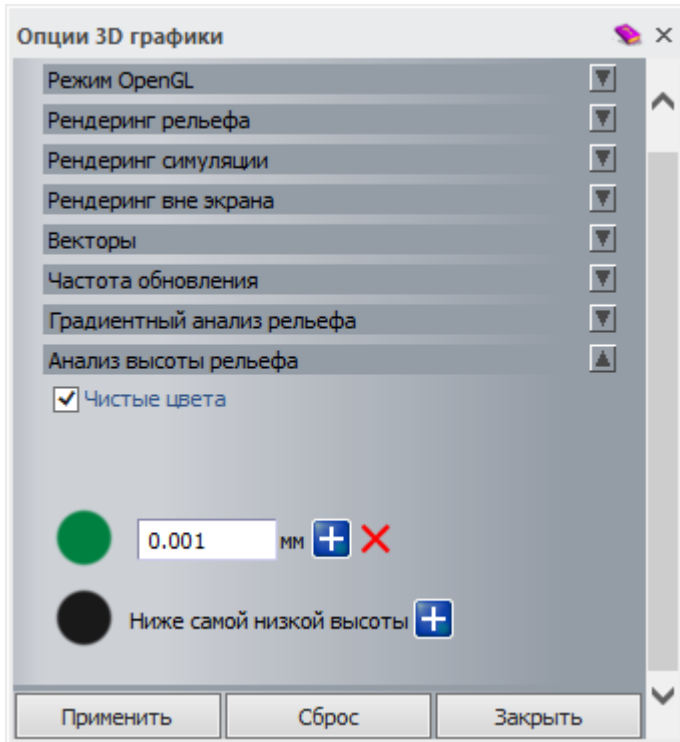 Опции 3D графики
Режим OpenGL
Рендеринг рельефа
Рендеринг симуляции
Рендеринг вне экрана
Векторы
Частота обновления
Градиентный анализ рельефа
Анализ высоты рельефа
Чистые цвета
0.001 мм
Ниже самой низкой высоты
Применить Сброс Закрыть